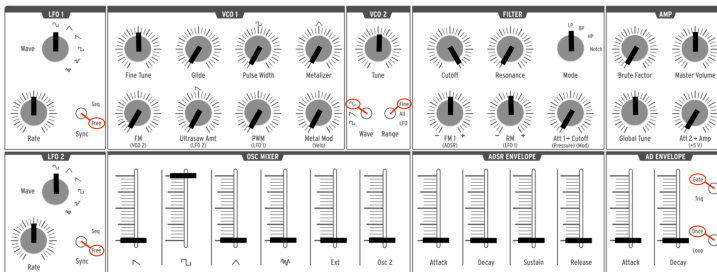 LFO 1
VCO 1
VCO 2
FILTER
AMP
Wave
Fine Tune
Glide
Pulse Width
Metalizer
Tune
Cutoff
Resonance
LP
BP
HP
Notch
Mode
Brute Factor
Master Volume
Rate
Seq
Free
Sync
FM
(VCO 2)
Ultrasaw Amt
(LFO 2)
PWM
(LFO 1)
Metal Mod
(Velo)
Wave
Fine
All
LFO
Range
- +
FM 1
(ADSR)
- +
RM
(LFO 1)
Att 1→ Cutoff
(Pressure) (Mod)
Global Tune
Att 2→ Amp
(+5 V)
LFO 2
OSC MIXER
ADSR ENVELOPE
AD ENVELOPE
Wave
Rate
Seq
Free
Sync
Ext
Osc 2
Attack
Decay
Sustain
Release
Attack
Decay
Gate
Trig
Once
Loop